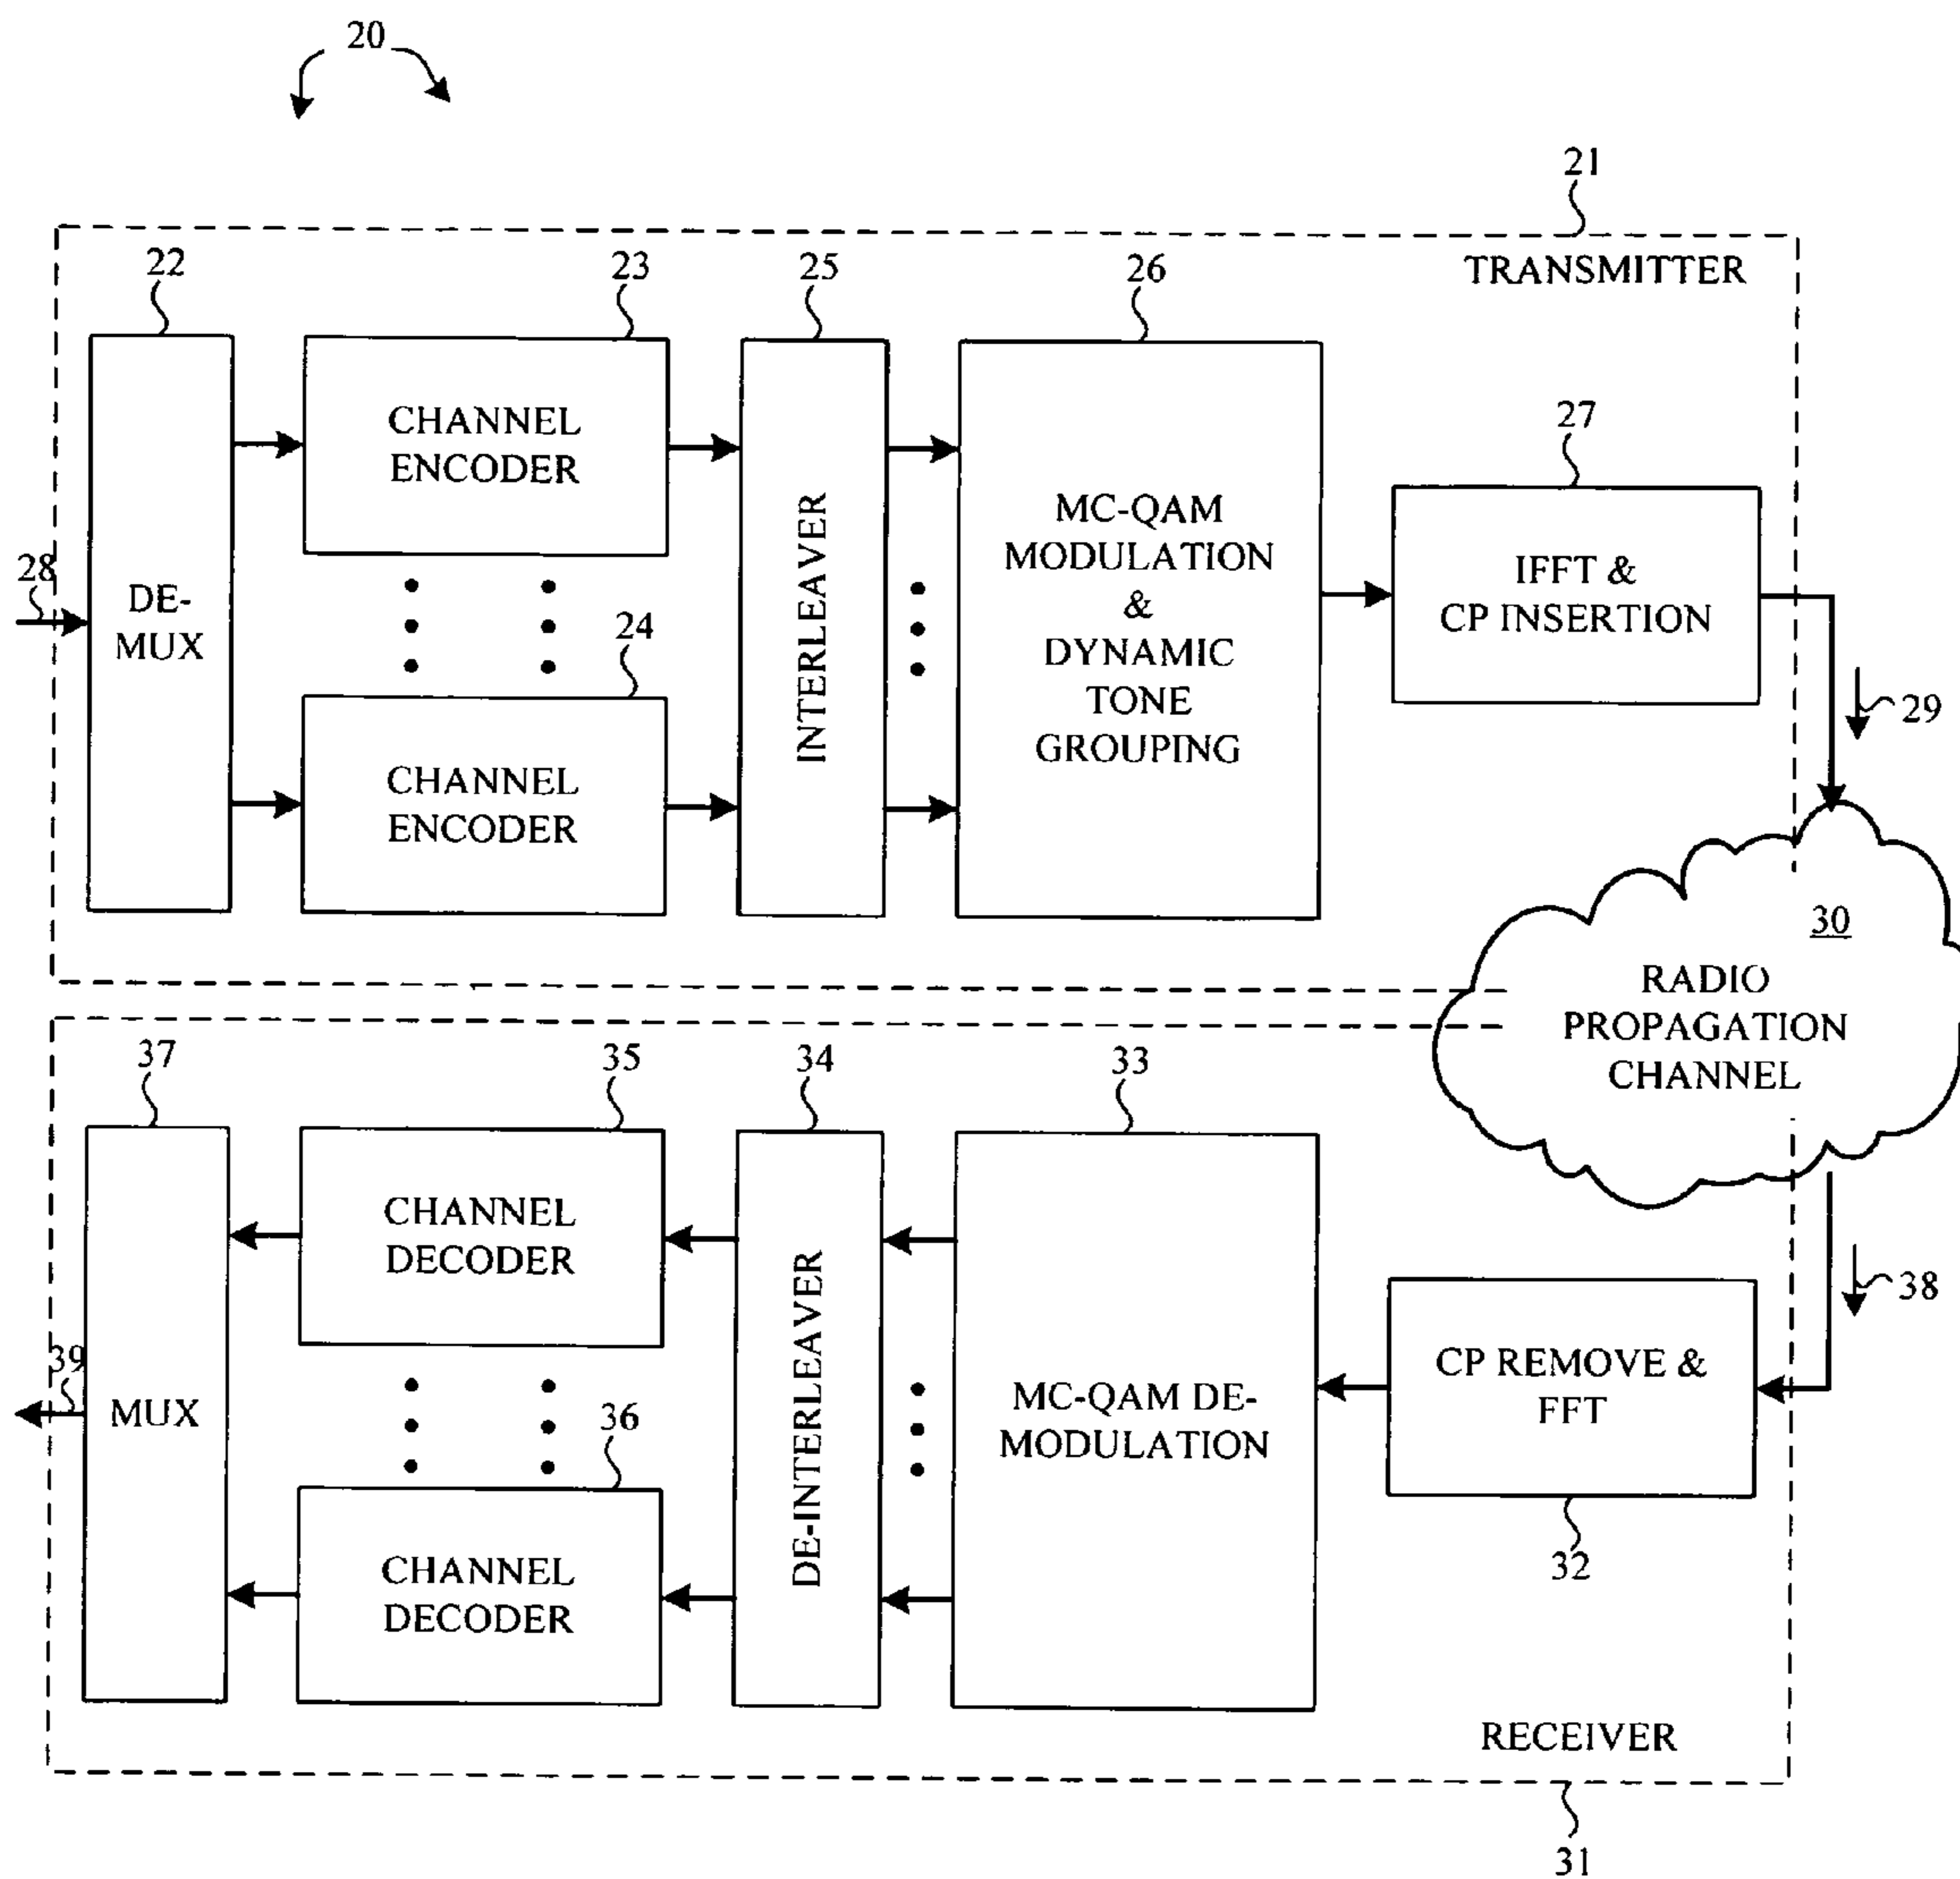 20
21
TRANSMITTER
22
23
25
26
CHANNEL
ENCODER
27
MC-QAM
MODULATION
&
DYNAMIC
TONE
GROUPING
INTERLEAVER
IFFT &
CP INSERTION
28
DE-
MUX
24
29
CHANNEL
ENCODER
30
RADIO
PROPAGATION
CHANNEL
37
35
34
33
CHANNEL
DECODER
38
DE-INTERLEAVER
CP REMOVE &
FFT
39
MUX
MC-QAM DE-
MODULATION
36
32
CHANNEL
DECODER
RECEIVER
31